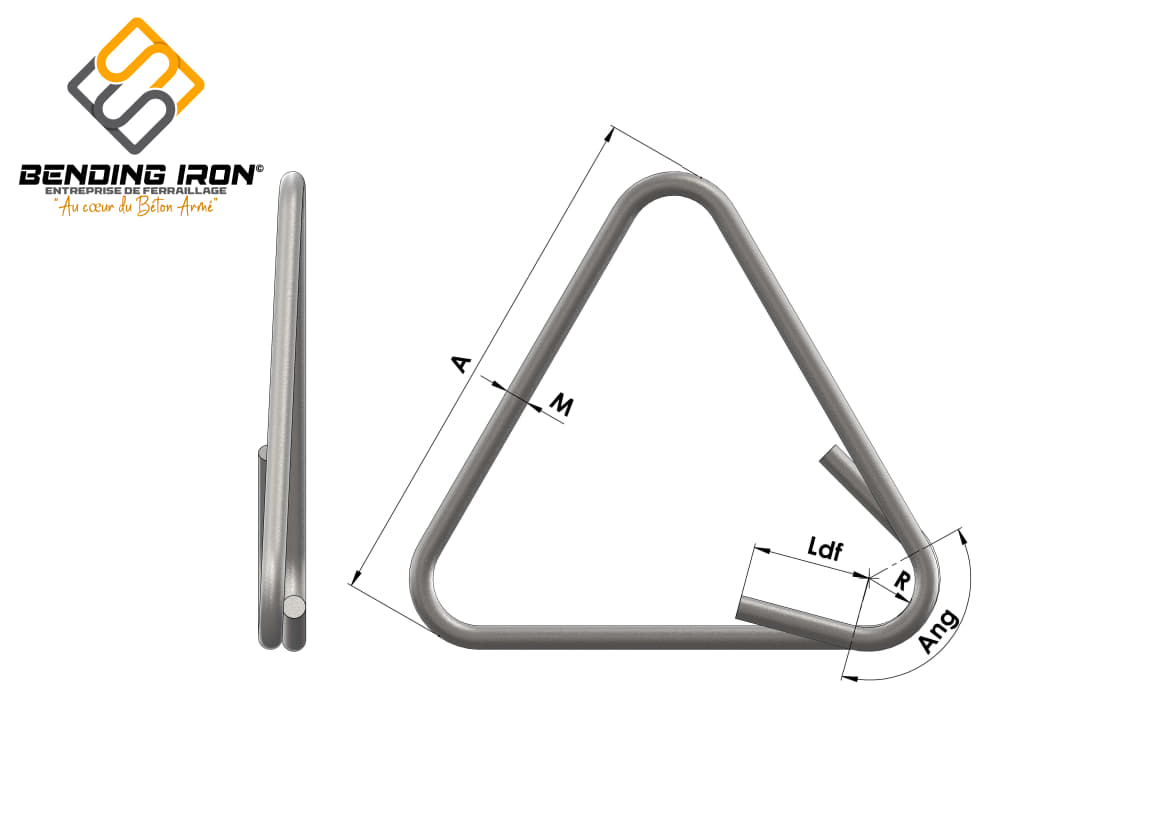 BENDING IRON©
ENTREPRISE DE FERRAILLAGE
"Au cœur du Béton Armé"
A
M
Ldf
R
Ang